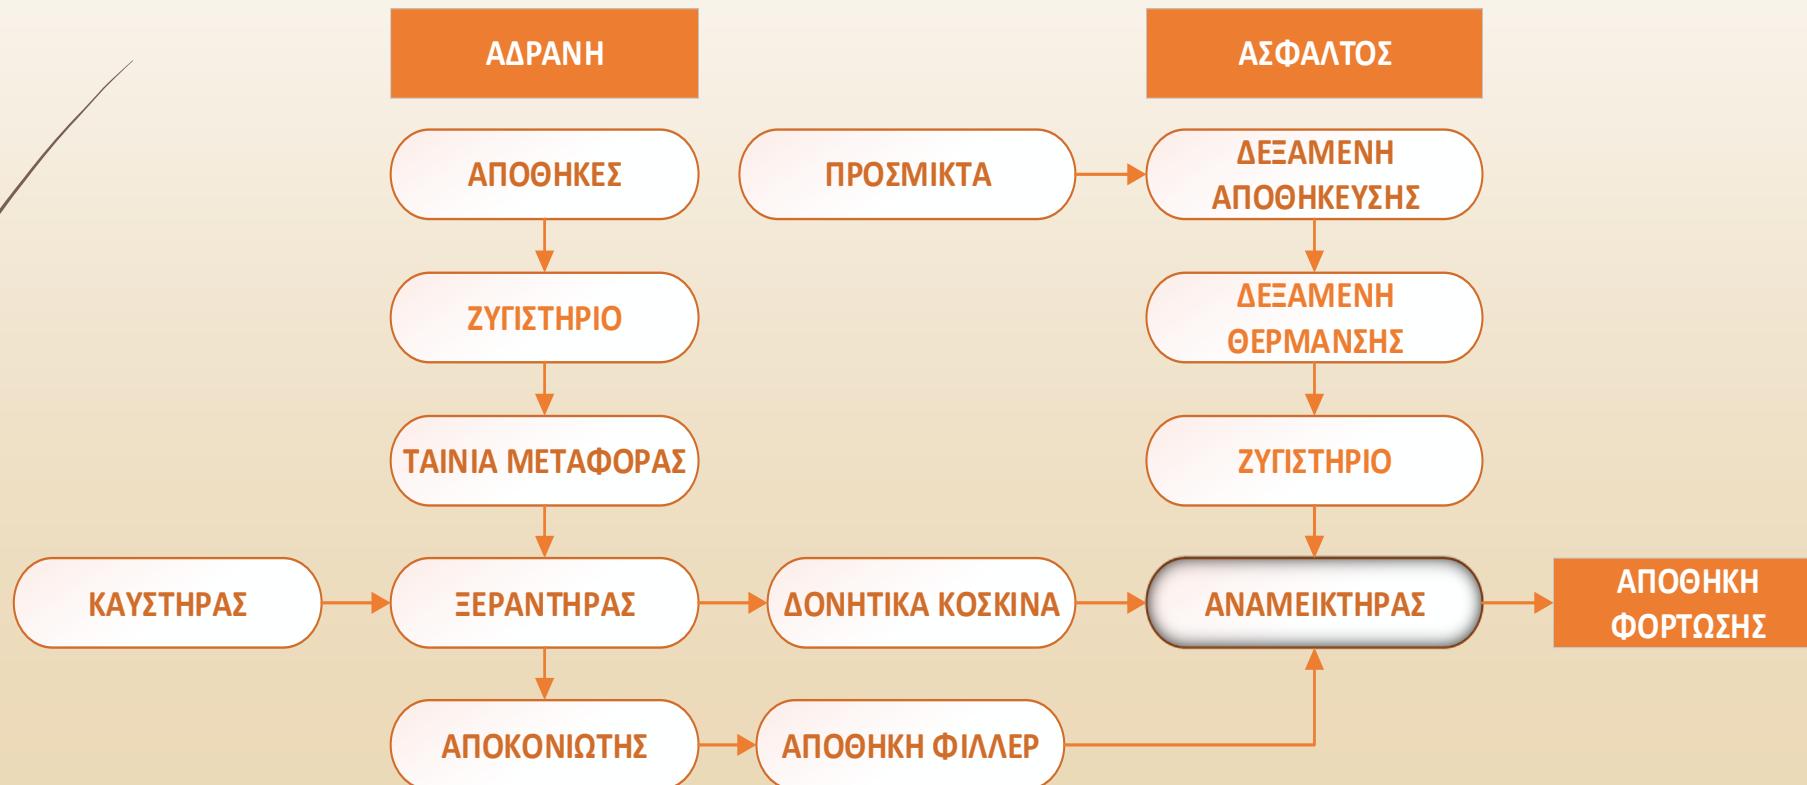 ΑΔΡΑΝΗ
ΑΣΦΑΛΤΟΣ
ΑΠΟΘΗΚΕΣ
ΠΡΟΣΜΙΚΤΑ
ΔΕΞΑΜΕΝΗ
ΑΠΟΘΗΚΕΥΣΗΣ
ΖΥΓΙΣΤΗΡΙΟ
ΔΕΞΑΜΕΝΗ
ΘΕΡΜΑΝΣΗΣ
ΤΑΙΝΙΑ ΜΕΤΑΦΟΡΑΣ
ΖΥΓΙΣΤΗΡΙΟ
ΚΑΥΣΤΗΡΑΣ
ΞΕΡΑΝΤΗΡΑΣ
ΔΟΝΗΤΙΚΑ ΚΟΣΚΙΝΑ
ΑΝΑΜΕΙΚΤΗΡΑΣ
ΑΠΟΘΗΚΗ
ΦΟΡΤΩΣΗΣ
ΑΠΟΚΟΝΙΩΤΗΣ
ΑΠΟΘΗΚΗ ΦΙΛΛΕΡ